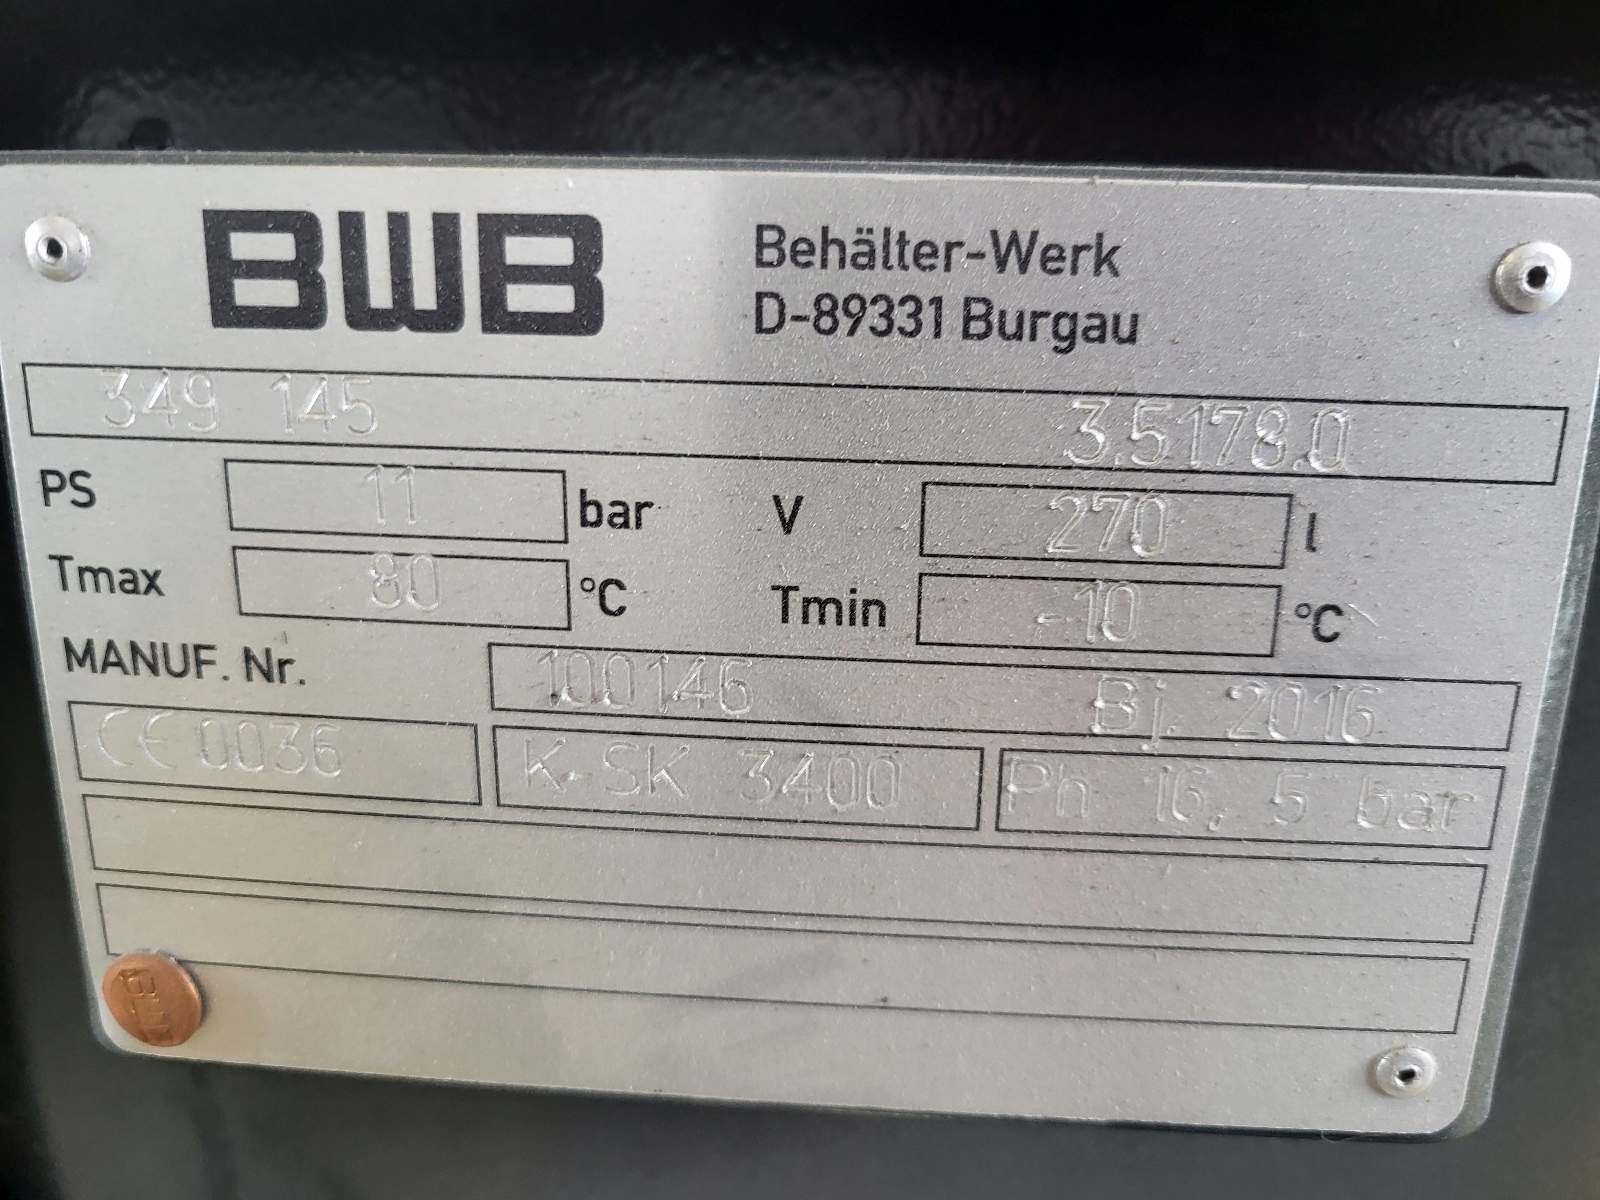 BWB
Behälter-Werk
D-89331 Burgau
349 145 3.5178.0
PS 11 bar V 270 l
Tmax 80 °C Tmin -10 °C
MANUF. Nr. 100146 Bj. 2016
CE 0036 K-SK 3400 Ph 16,5 bar